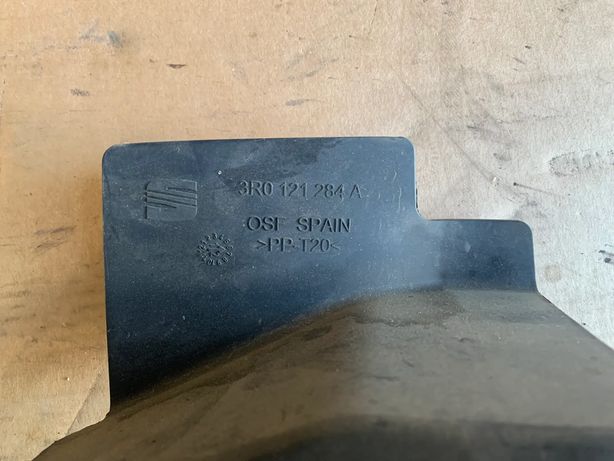 3R0 121 284 A
OSF SPAIN
>PP-T20<